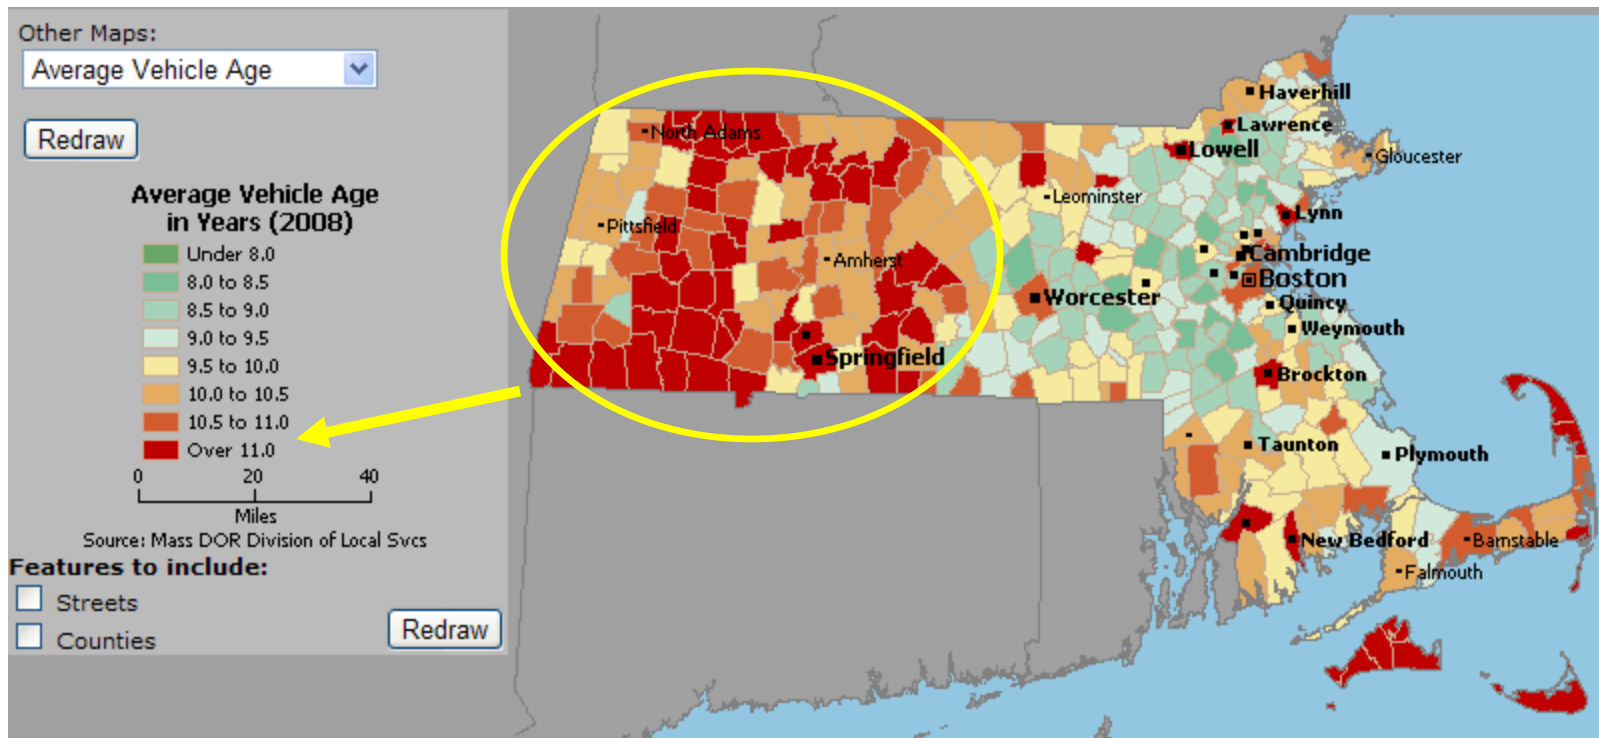 Other Maps:
Average Vehicle Age
Redraw
Average Vehicle Age
in Years (2008)
Under 8.0
8.0 to 8.5
8.5 to 9.0
9.0 to 9.5
9.5 to 10.0
10.0 to 10.5
10.5 to 11.0
Over 11.0
0 20 40
Miles
Source: Mass DOR Division of Local Svcs
Features to include:
Streets
Counties
Redraw
Haverhill
Lawrence
North Adams
Lowell
Gloucester
Leominster
Lynn
Pittsfield
Amherst
Cambridge
Boston
Worcester
Quincy
Weymouth
Springfield
Brockton
Taunton
Plymouth
New Bedford
Barnstable
Falmouth